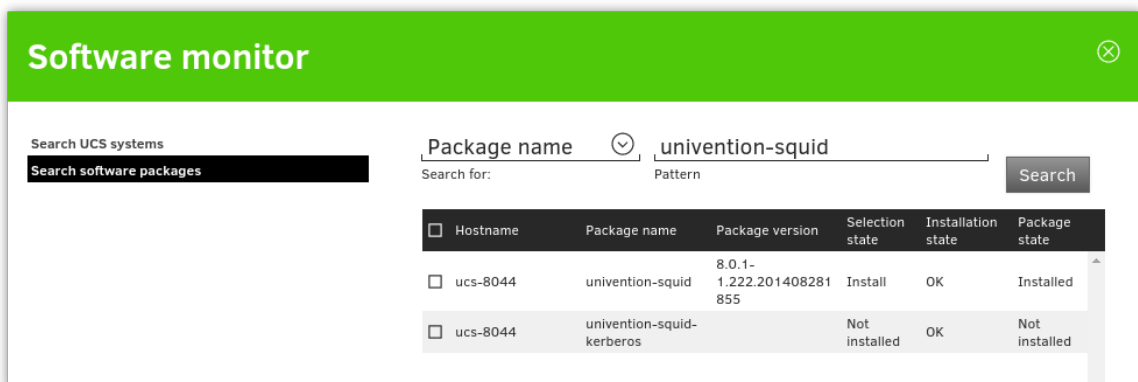 Software monitor
Search UCS systems
Search software packages
Package name univention-squid
Search for: Pattern
Search
Hostname Package name Package version Selection state Installation state Package state
ucs-8044 univention-squid 8.0.1-1.222.201408281855 Install OK Installed
ucs-8044 univention-squid-kerberos Not installed OK Not installed